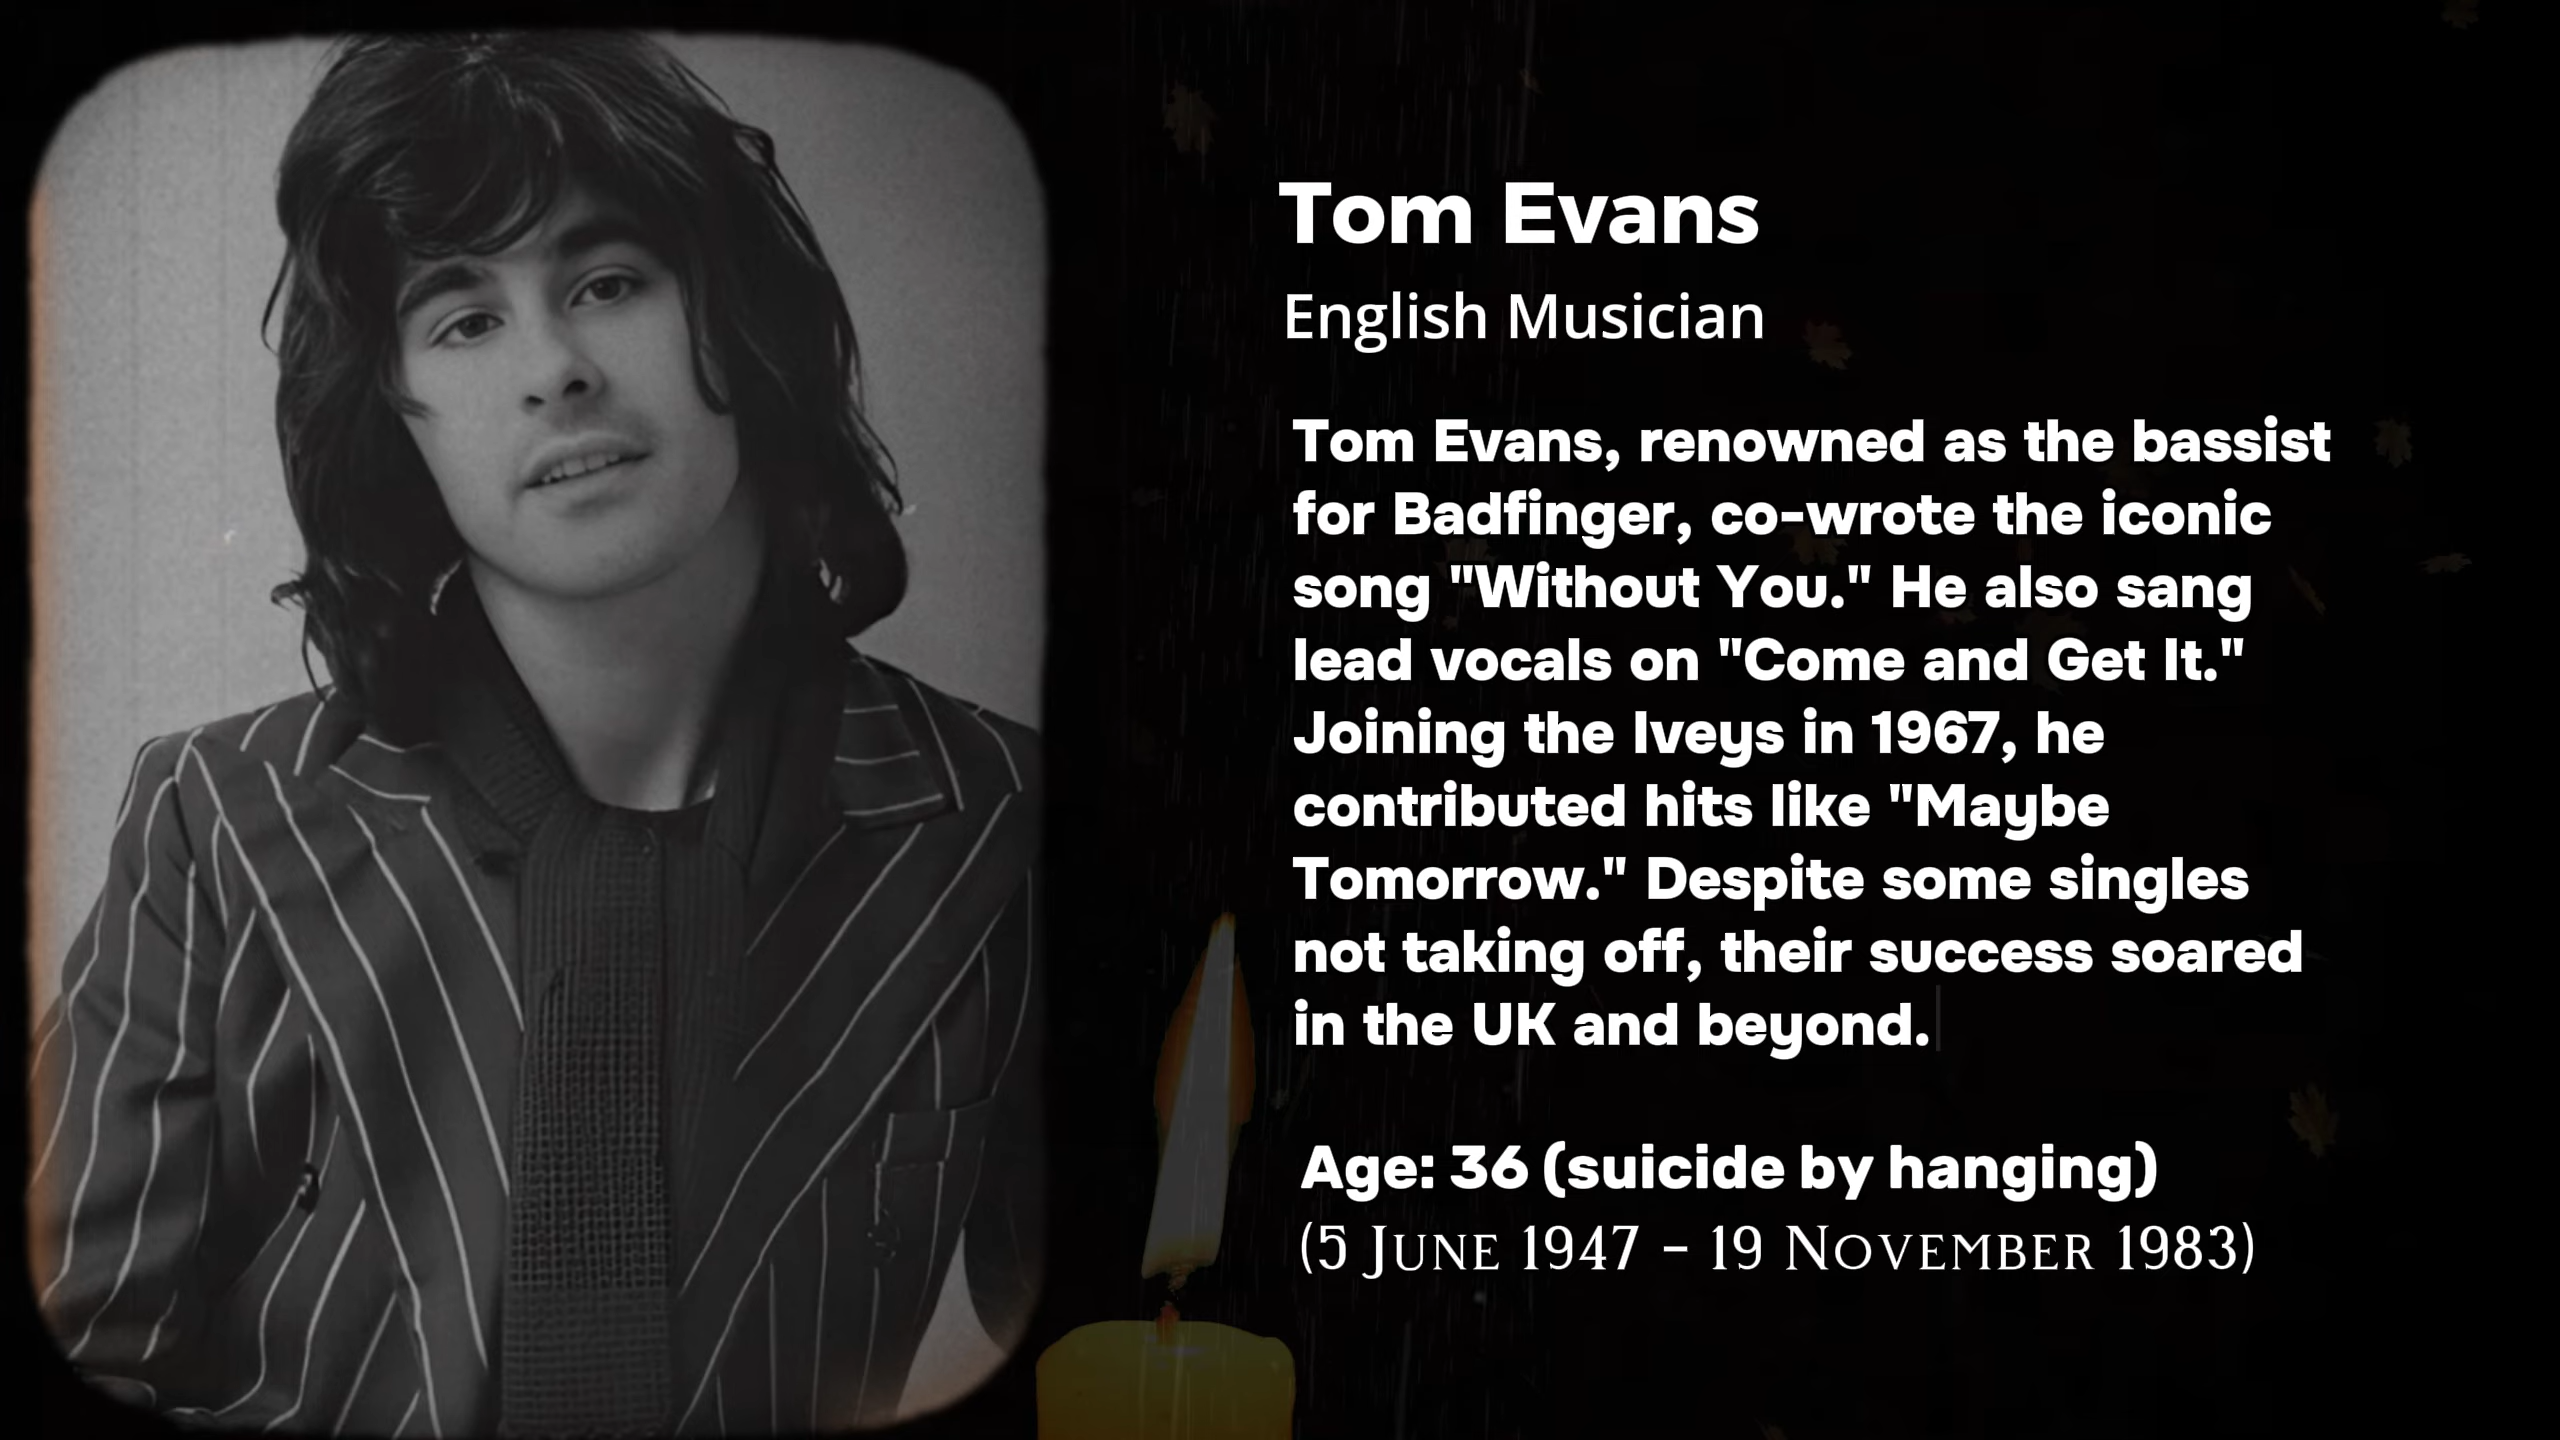 Tom Evans
English Musician
Tom Evans, renowned as the bassist
for Badfinger, co-wrote the iconic
song "Without You." He also sang
lead vocals on "Come and Get It."
Joining the Iveys in 1967, he
contributed hits like "Maybe
Tomorrow." Despite some singles
not taking off, their success soared
in the UK and beyond.
Age: 36 (suicide by hanging)
(5 June 1947 – 19 November 1983)